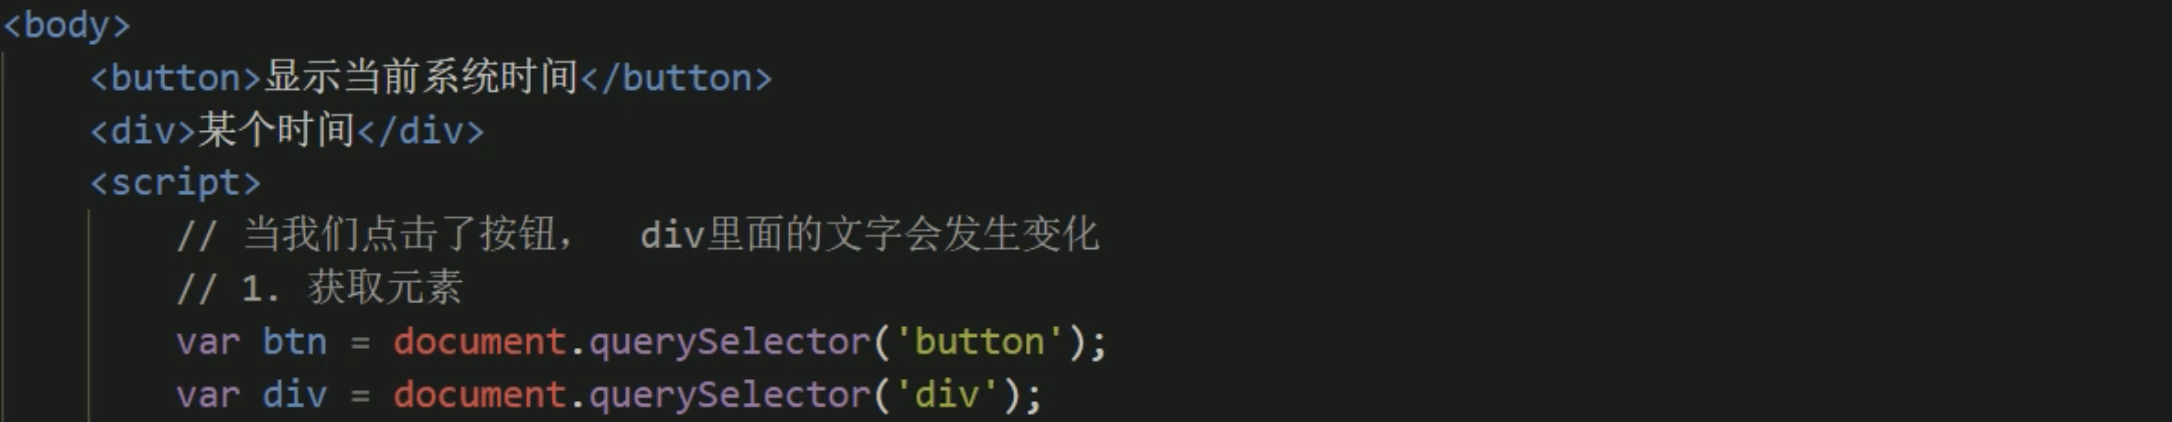 <body>
<button>显示当前系统时间</button>
<div>某个时间</div>
<script>
// 当我们点击了按钮，  div里面的文字会发生变化
// 1. 获取元素
var btn = document.querySelector('button');
var div = document.querySelector('div');